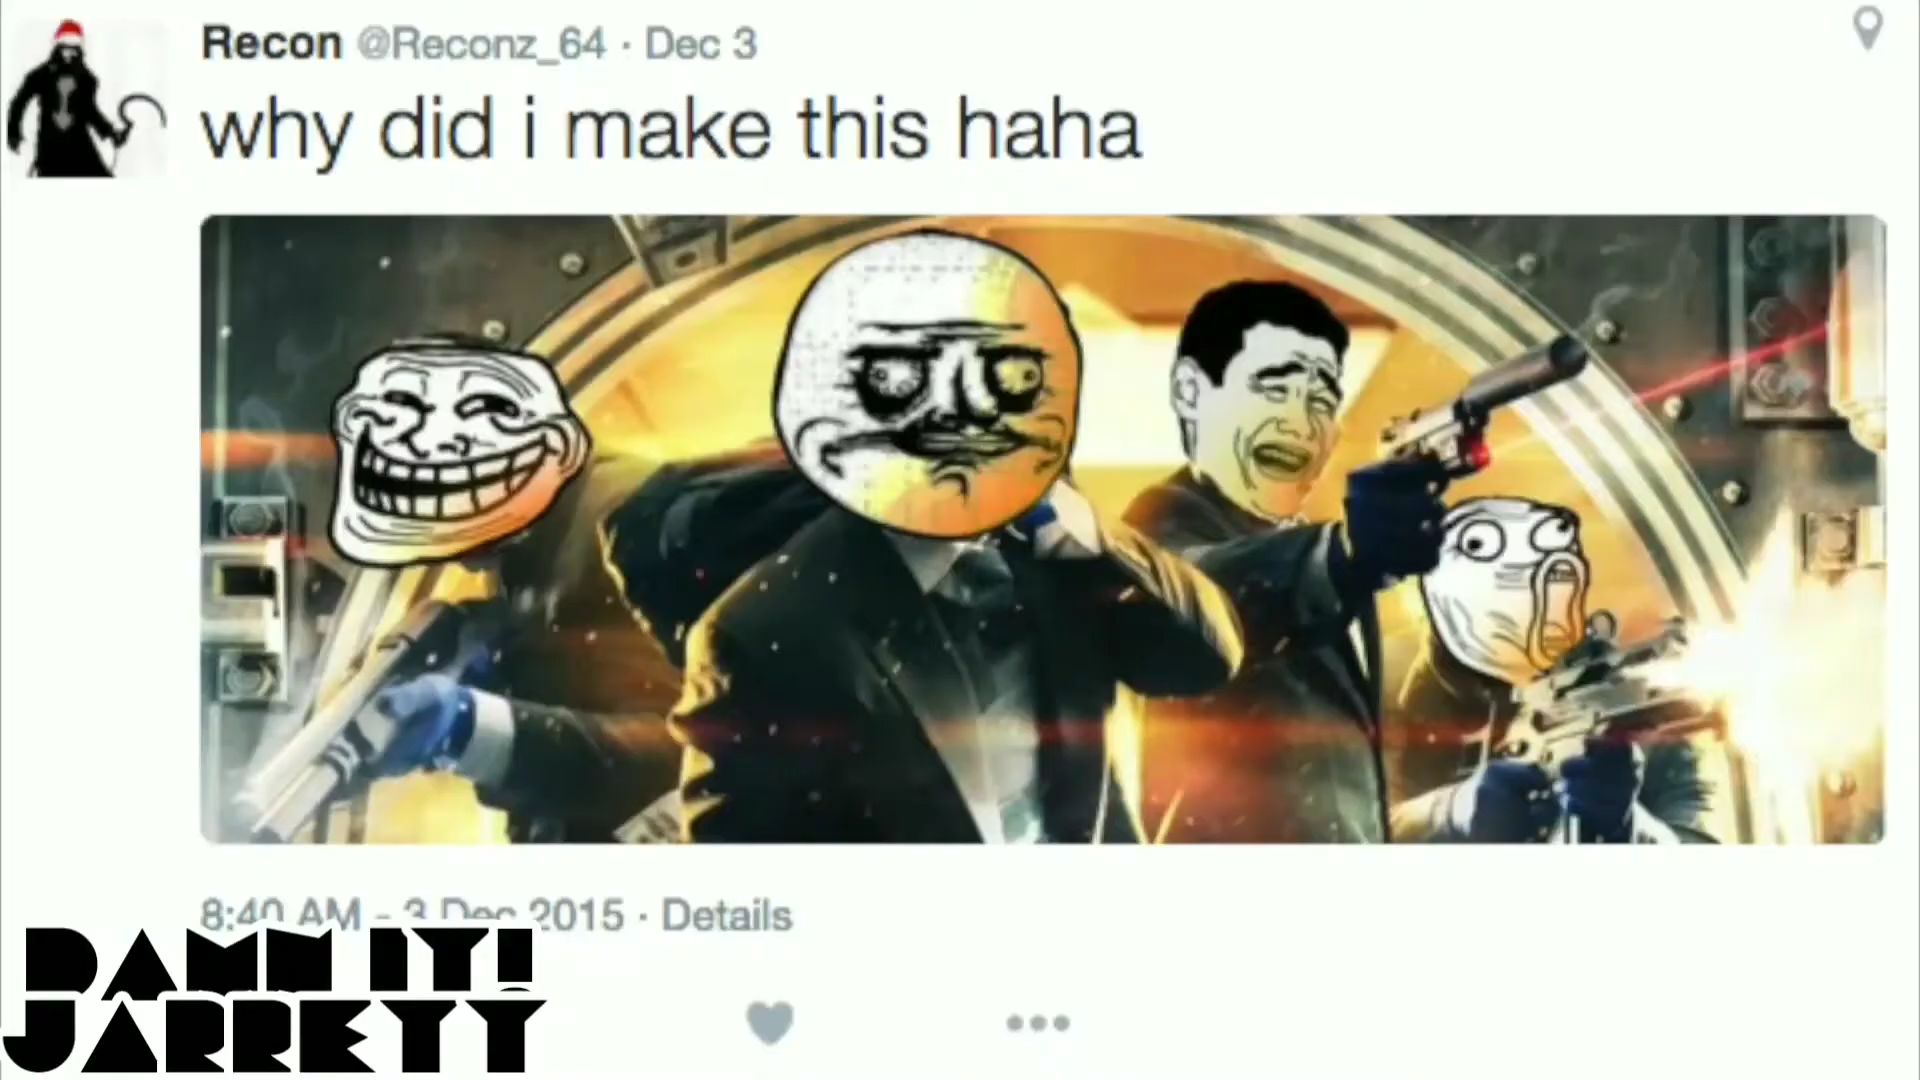 Recon @Reconz_64 · Dec 3
why did i make this haha
8:40 AM - 3 Dec 2015 · Details
DAMN IT!
JARRETT